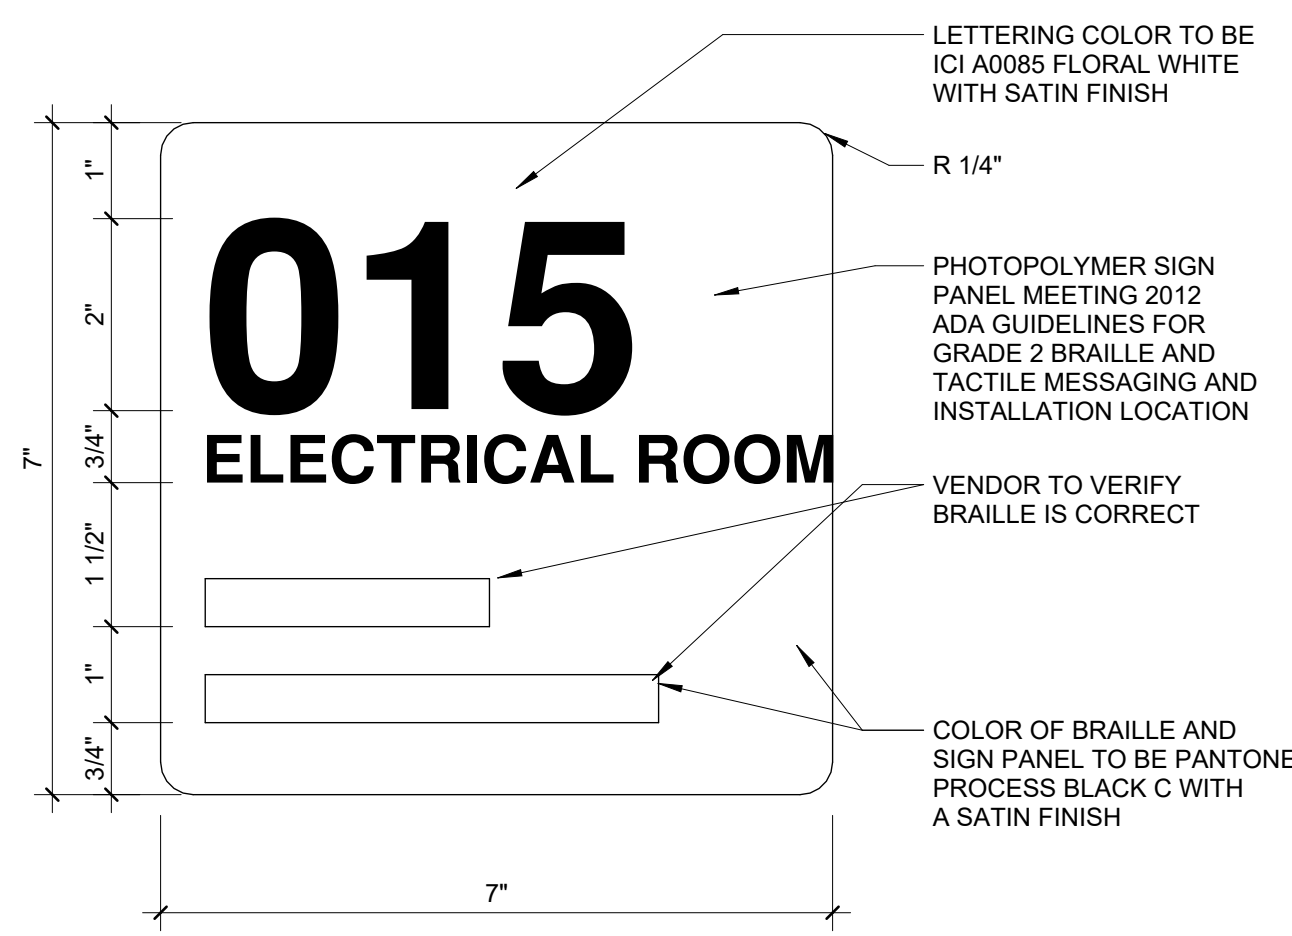 LETTERING COLOR TO BE
ICI A0085 FLORAL WHITE
WITH SATIN FINISH
R 1/4"
1"
2"
3/4"
1 1/2"
1"
3/4"
7"
015
ELECTRICAL ROOM
PHOTOPOLYMER SIGN
PANEL MEETING 2012
ADA GUIDELINES FOR
GRADE 2 BRAILLE AND
TACTILE MESSAGING AND
INSTALLATION LOCATION
VENDOR TO VERIFY
BRAILLE IS CORRECT
COLOR OF BRAILLE AND
SIGN PANEL TO BE PANTONE
PROCESS BLACK C WITH
A SATIN FINISH
7"